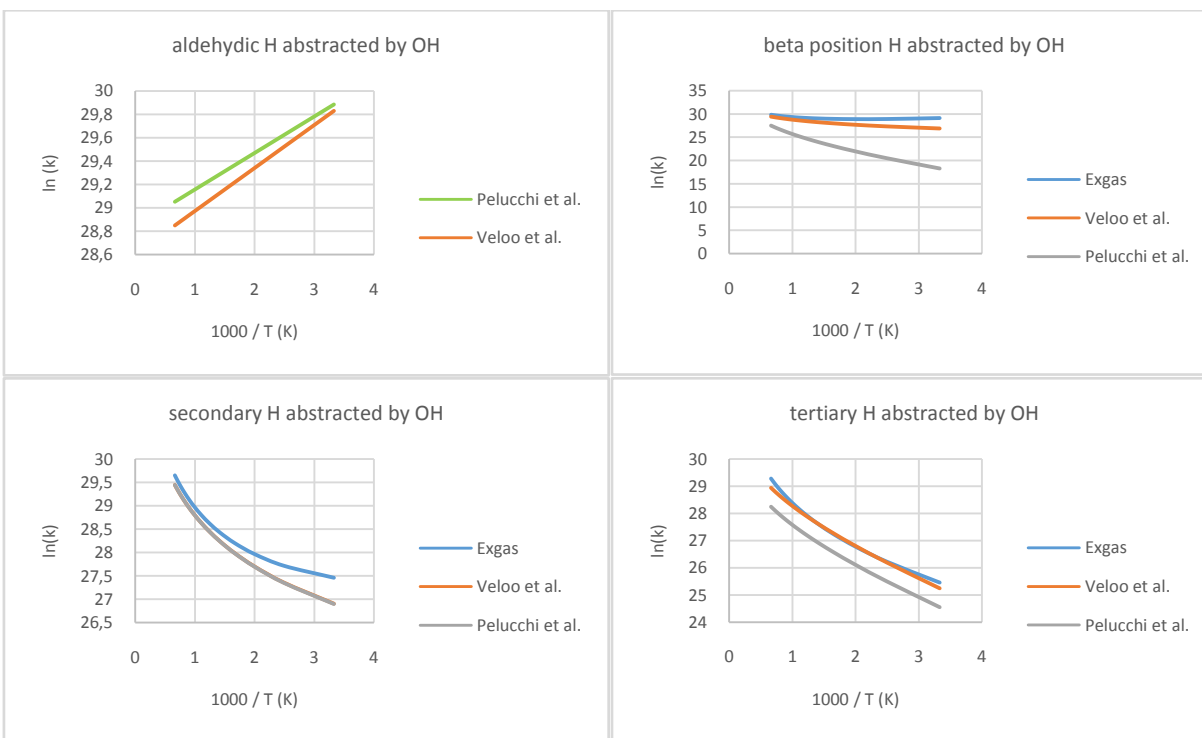 aldehydic H abstracted by OH
30
29,8
29,6
29,4
29,2
29
28,8
28,6
ln (k)
0 1 2 3 4
1000 / T (K)
Pelucchi et al.
Veloo et al.
beta position H abstracted by OH
35
30
25
20
15
10
5
0
ln(k)
0 1 2 3 4
1000 / T (K)
Exgas
Veloo et al.
Pelucchi et al.
secondary H abstracted by OH
30
29,5
29
28,5
28
27,5
27
26,5
ln(k)
0 1 2 3 4
1000 / T (K)
Exgas
Veloo et al.
Pelucchi et al.
tertiary H abstracted by OH
30
29
28
27
26
25
24
ln(k)
0 1 2 3 4
1000 / T (K)
Exgas
Veloo et al.
Pelucchi et al.